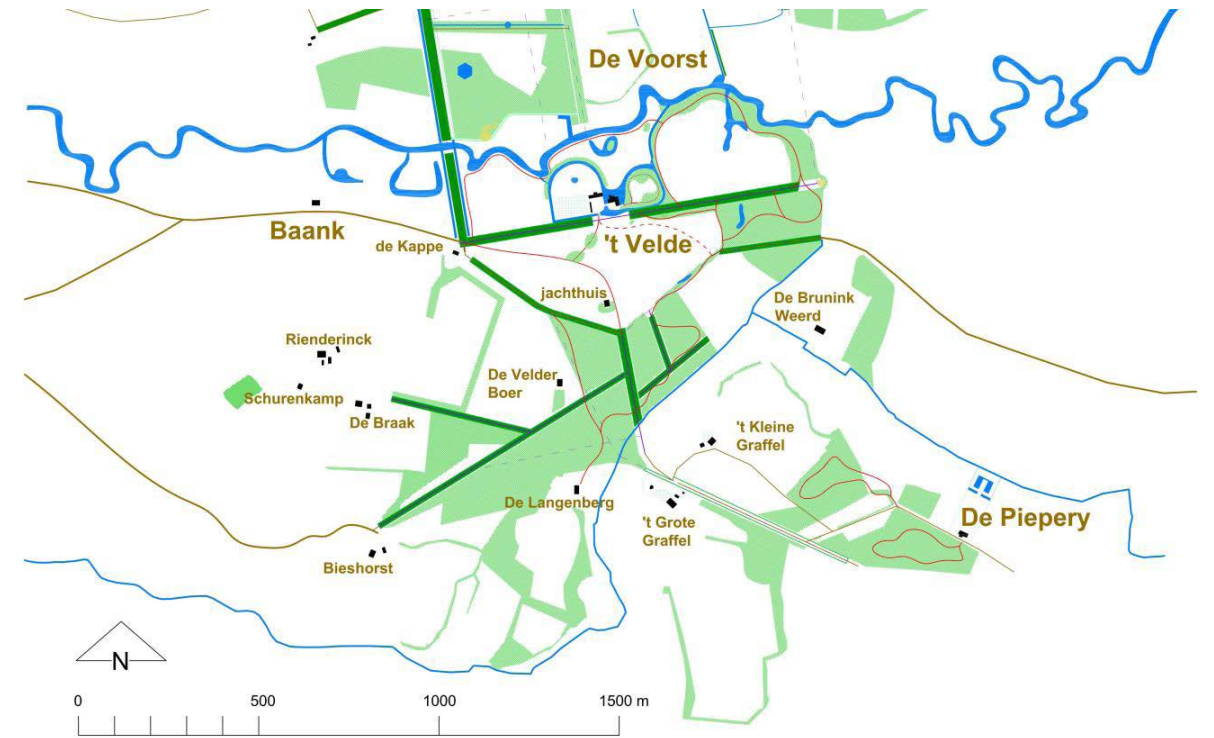 De Voorst
Baank
de Kappe
't Velde
jachthuis
De Brunink
Weerd
Rienderinck
De Velder
Boer
Schurenkamp
De Braak
't Kleine
Graffel
De Langenberg
't Grote
Graffel
De Piepery
Bieshorst
N
0 500 1000 1500 m